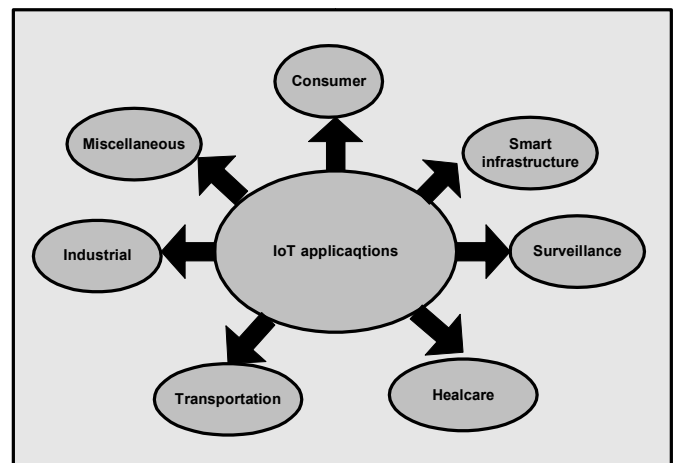 Consumer
Miscellaneous
Smart
infrastructure
Industrial
IoT applicaqtions
Surveillance
Transportation
Healcare